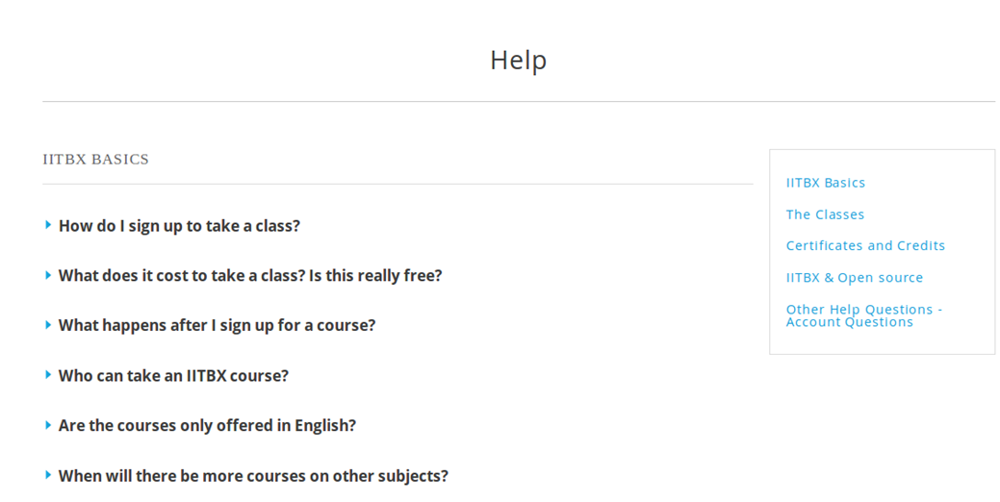 Help
IITBX BASICS
How do I sign up to take a class?
What does it cost to take a class? Is this really free?
What happens after I sign up for a course?
Who can take an IITBX course?
Are the courses only offered in English?
When will there be more courses on other subjects?
IITBX Basics
The Classes
Certificates and Credits
IITBX & Open source
Other Help Questions -
Account Questions